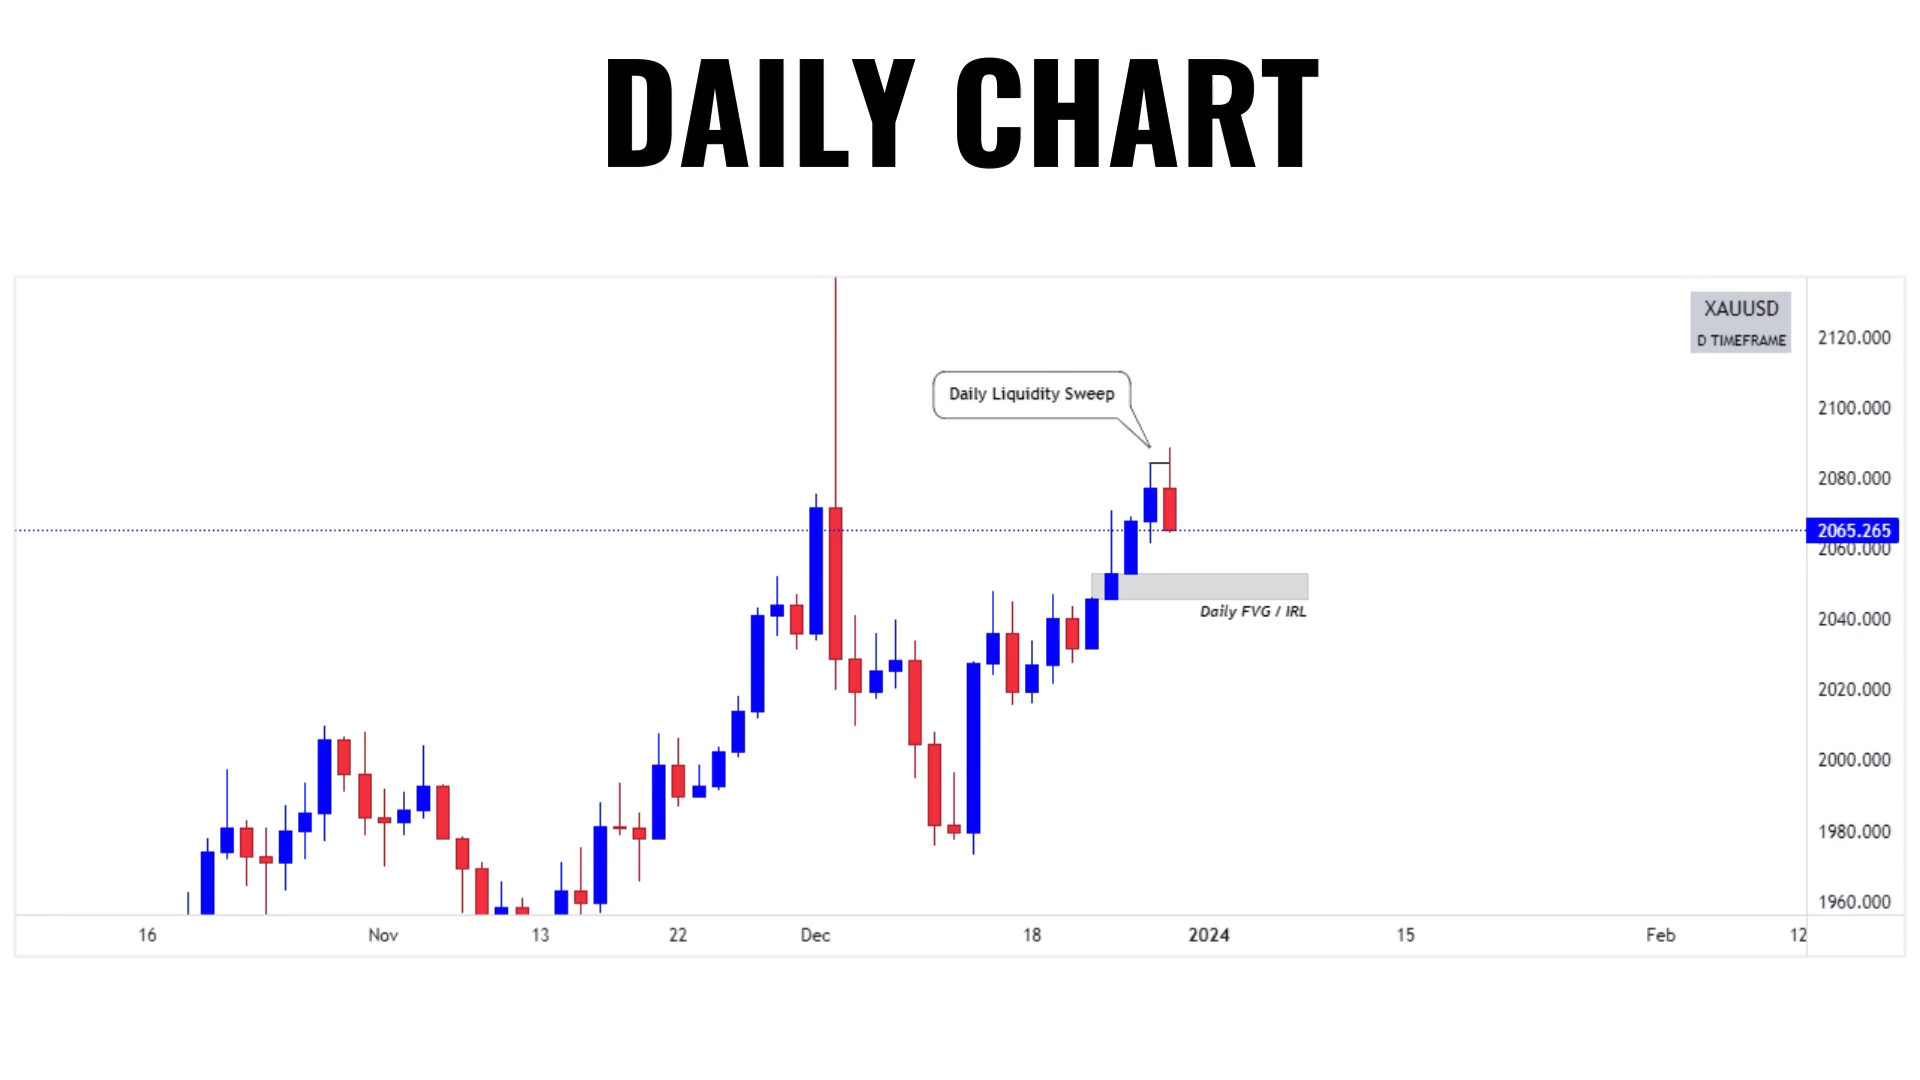 DAILY CHART
XAUUSD
D TIMEFRAME
2120.000
2100.000
Daily Liquidity Sweep
2080.000
2065.265
2060.000
Daily FVG / IRL
2040.000
2020.000
2000.000
1980.000
1960.000
16 Nov 13 22 Dec 18 2024 15 Feb 12